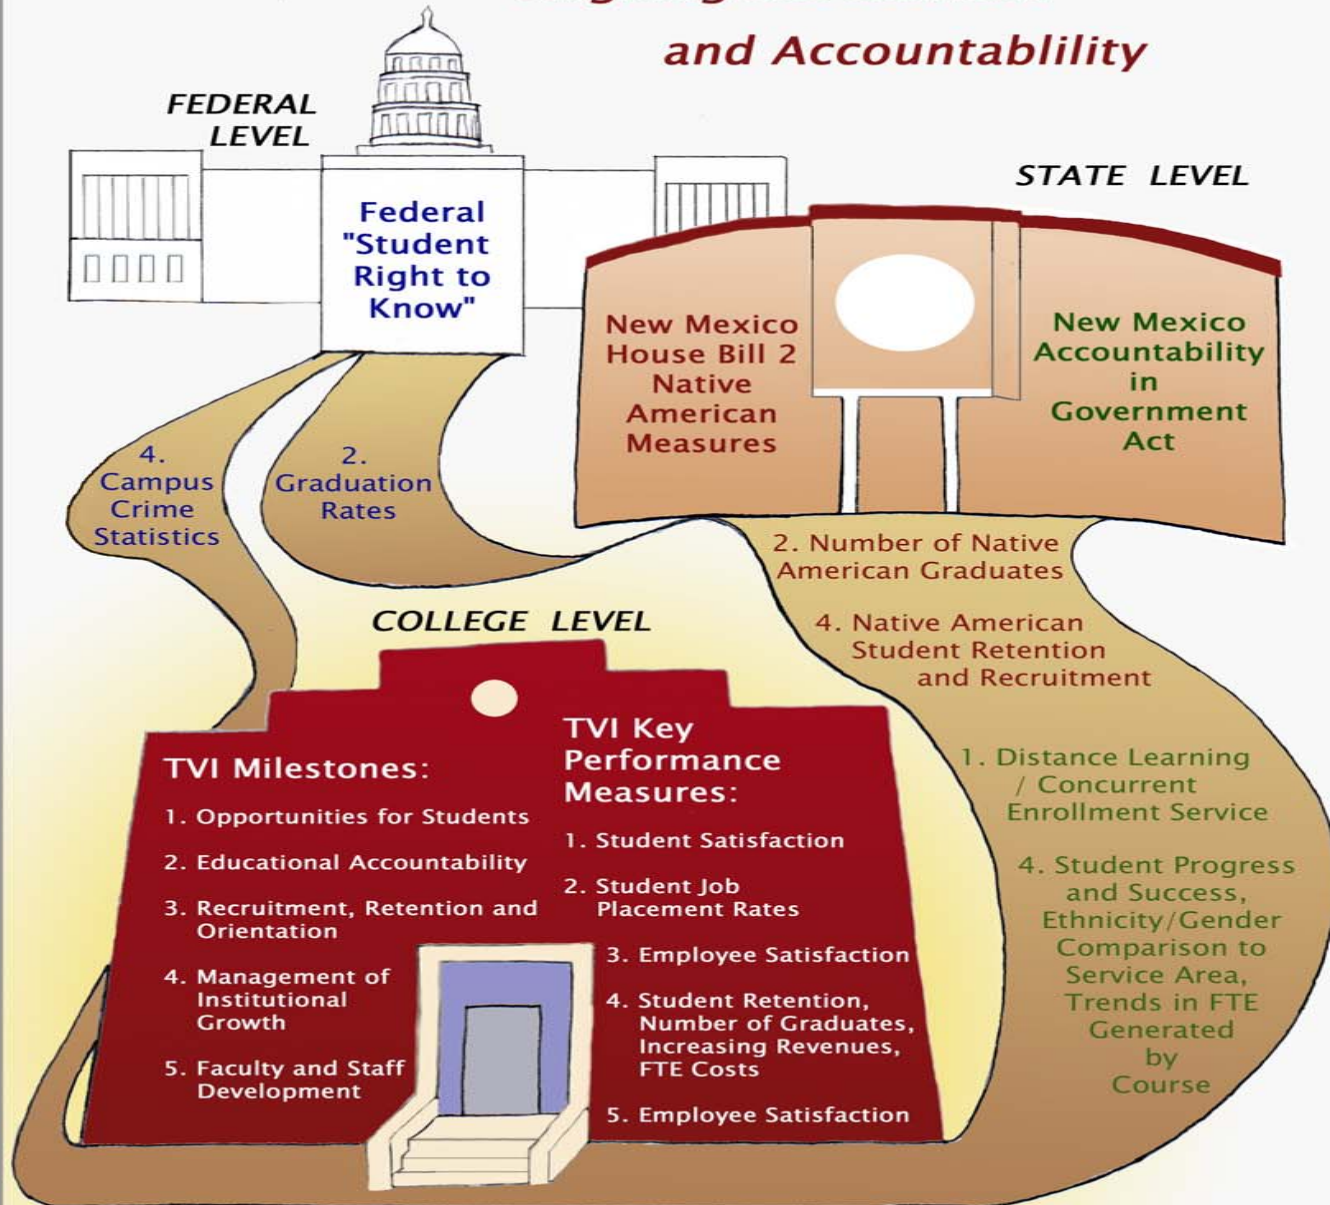 and Accountablility
FEDERAL
LEVEL
STATE LEVEL
Federal
"Student
Right to
Know"
New Mexico
House Bill 2
Native
American
Measures
New Mexico
Accountability
in
Government
Act
4.
Campus
Crime
Statistics
2.
Graduation
Rates
2. Number of Native
American Graduates
4. Native American
Student Retention
and Recruitment
1. Distance Learning
/ Concurrent
Enrollment Service
4. Student Progress
and Success,
Ethnicity/Gender
Comparison to
Service Area,
Trends in FTE
Generated
by
Course
COLLEGE LEVEL
TVI Milestones:
1. Opportunities for Students
2. Educational Accountability
3. Recruitment, Retention and
Orientation
4. Management of
Institutional
Growth
5. Faculty and Staff
Development
TVI Key
Performance
Measures:
1. Student Satisfaction
2. Student Job
Placement Rates
3. Employee Satisfaction
4. Student Retention,
Number of Graduates,
Increasing Revenues,
FTE Costs
5. Employee Satisfaction